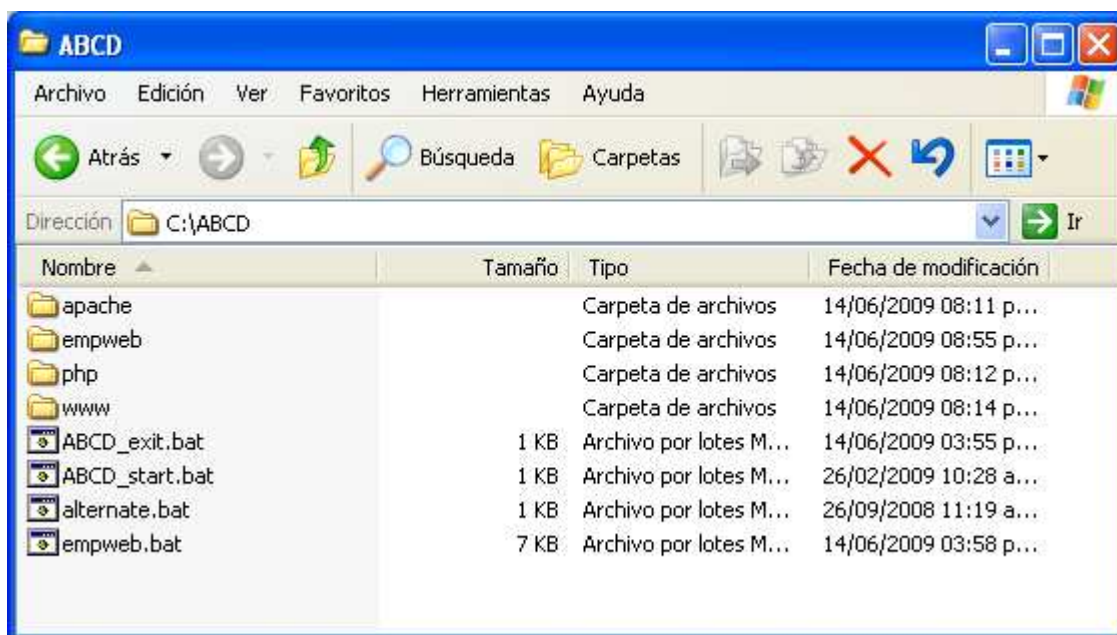 ABCD
Archivo Edición Ver Favoritos Herramientas Ayuda
Atrás Búsqueda Carpetas
Dirección C:\ABCD Ir
Nombre Tamaño Tipo Fecha de modificación
apache Carpeta de archivos 14/06/2009 08:11 p...
empweb Carpeta de archivos 14/06/2009 08:55 p...
php Carpeta de archivos 14/06/2009 08:12 p...
www Carpeta de archivos 14/06/2009 08:14 p...
ABCD_exit.bat 1 KB Archivo por lotes M... 14/06/2009 03:55 p...
ABCD_start.bat 1 KB Archivo por lotes M... 26/02/2009 10:28 a...
alternate.bat 1 KB Archivo por lotes M... 26/09/2008 11:19 a...
empweb.bat 7 KB Archivo por lotes M... 14/06/2009 03:58 p...